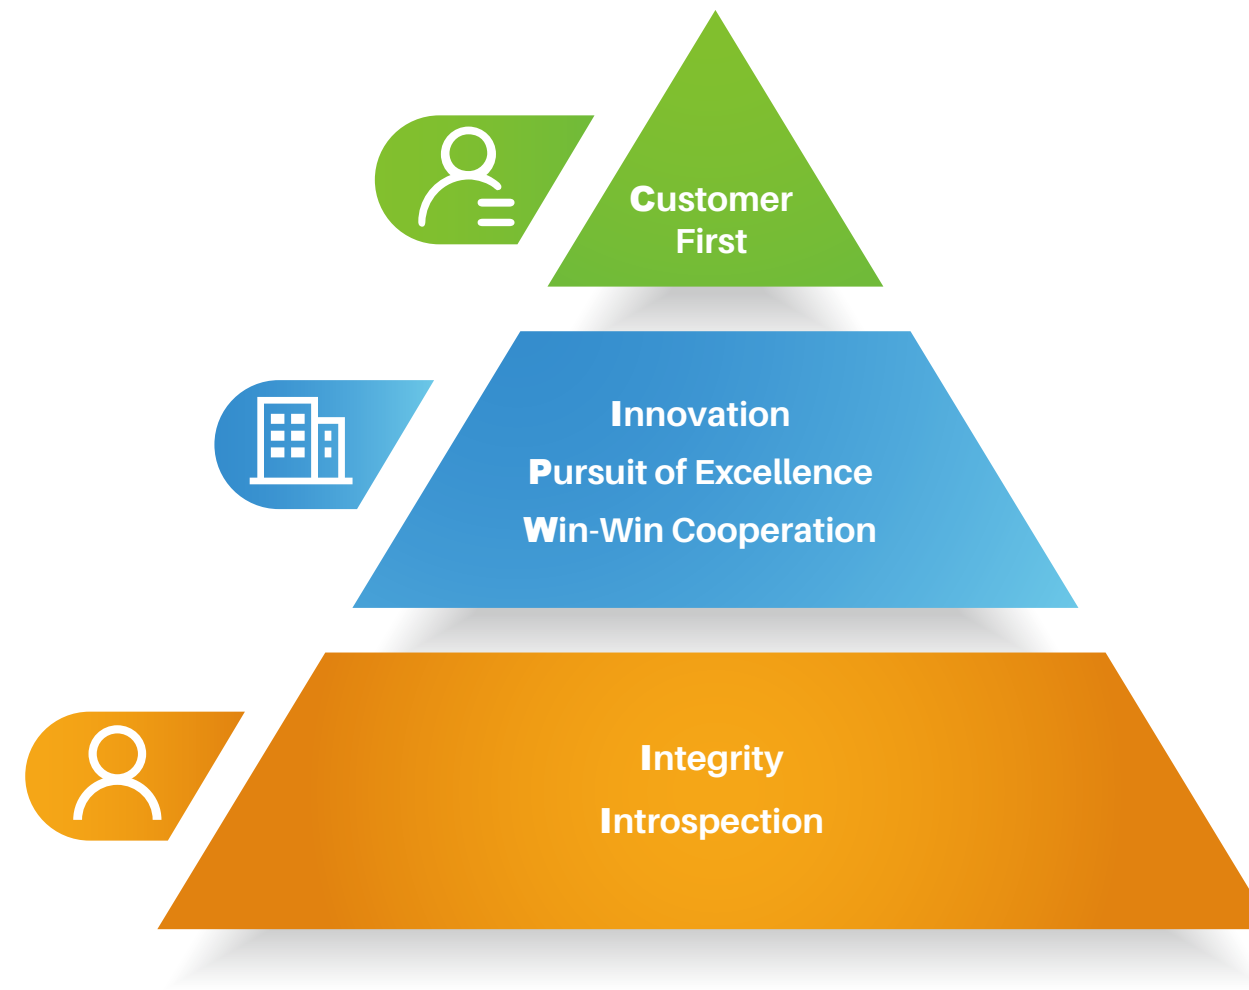 Customer
First
Innovation
Pursuit of Excellence
Win-Win Cooperation
Integrity
Introspection